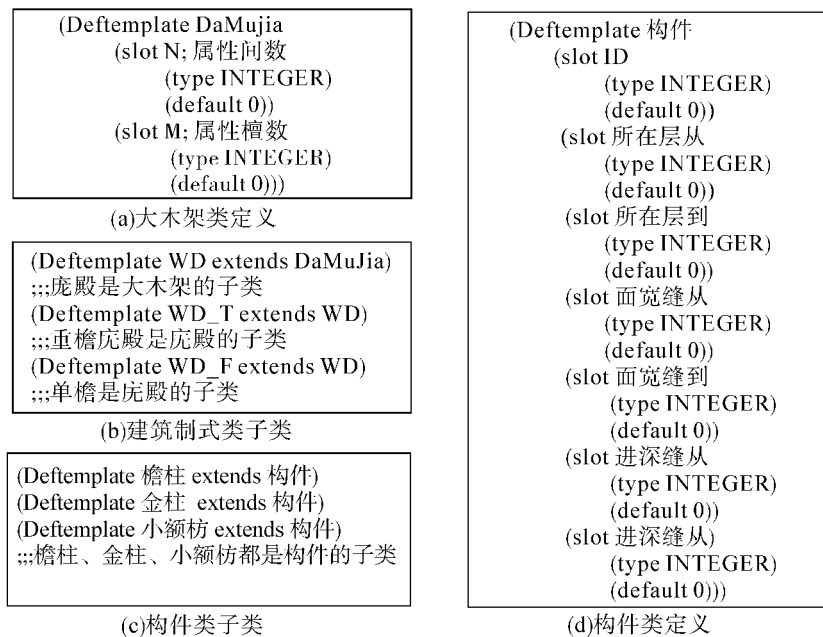 (Deftemplate DaMujia
(slot N; 属性间数
(type INTEGER)
(default 0))
(slot M; 属性檀数
(type INTEGER)
(default 0)))
(a)大木架类定义
(Deftemplate WD extends DaMuJia)
;;;庞殿是大木架的子类
(Deftemplate WD_T extends WD)
;;;重檐庑殿是庑殿的子类
(Deftemplate WD_F extends WD)
;;;单檐是庑殿的子类
(b)建筑制式类子类
(Deftemplate 檐柱 extends 构件)
(Deftemplate 金柱 extends 构件)
(Deftemplate 小额枋 extends 构件)
;;;檐柱、金柱、小额枋都是构件的子类
(c)构件类子类
(Deftemplate 构件
(slot ID
(type INTEGER)
(default 0))
(slot 所在层从
(type INTEGER)
(default 0))
(slot 所在层到
(type INTEGER)
(default 0))
(slot 面宽缝从
(type INTEGER)
(default 0))
(slot 面宽缝到
(type INTEGER)
(default 0))
(slot 进深缝从
(type INTEGER)
(default 0))
(slot 进深缝从)
(type INTEGER)
(default 0)))
(d)构件类定义